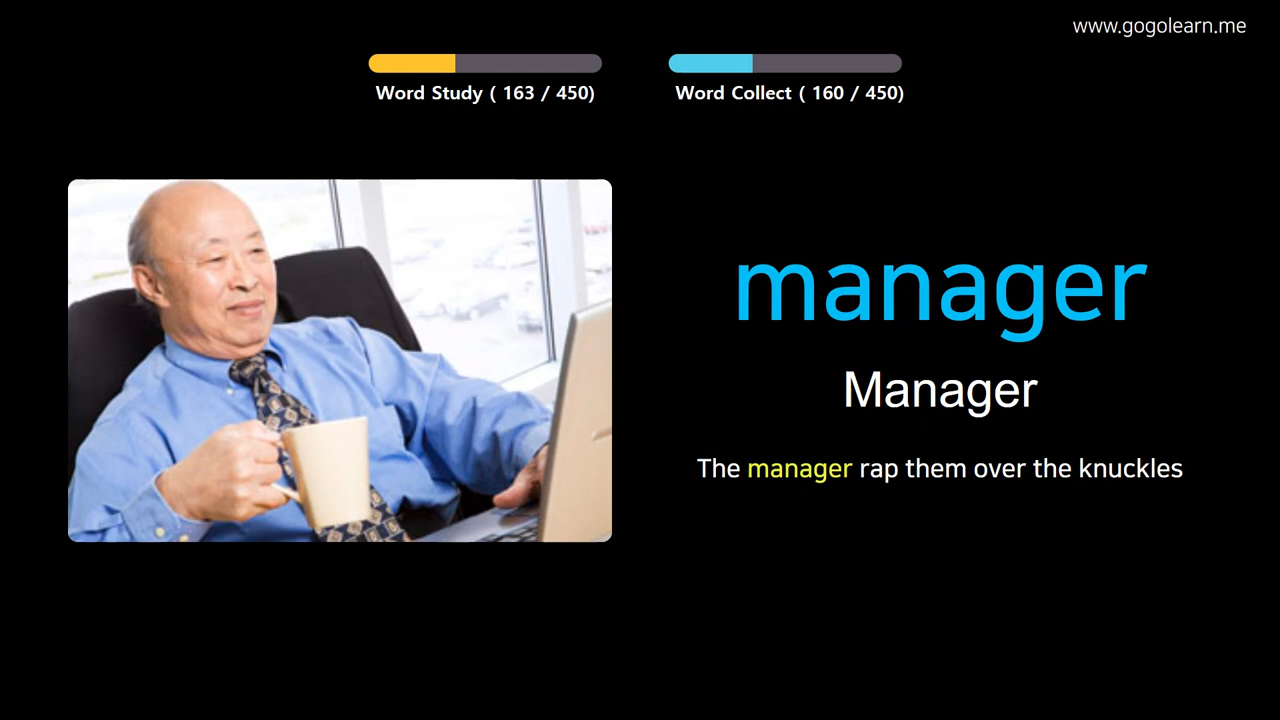 www.gogolearn.me
Word Study ( 163 / 450)
Word Collect ( 160 / 450)
manager
Manager
The manager rap them over the knuckles